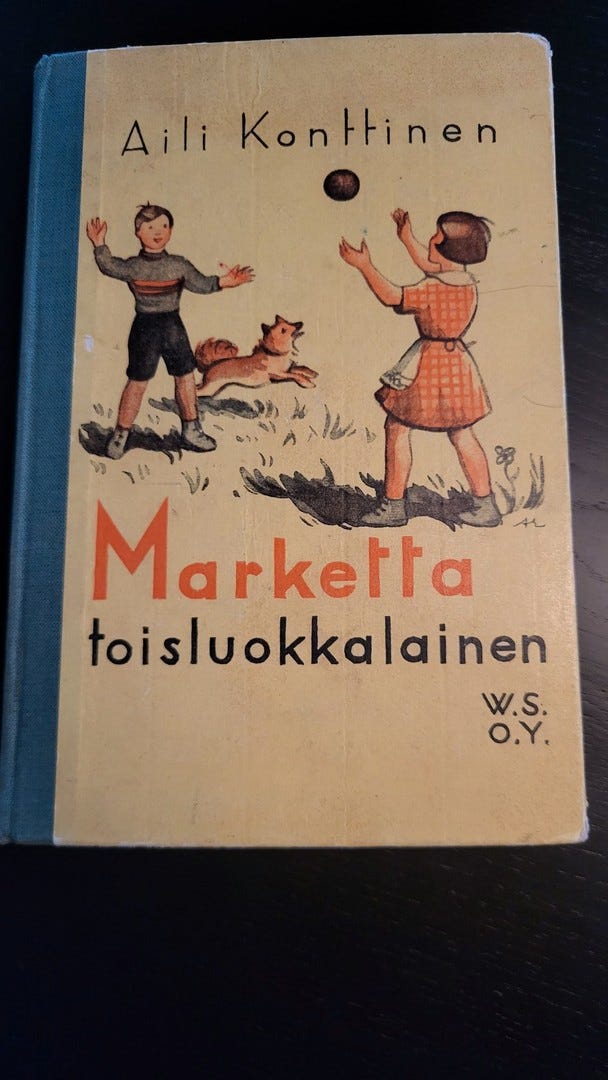 Aili Konttinen
Marketta
toisluokkalainen
W.S.
O.Y.